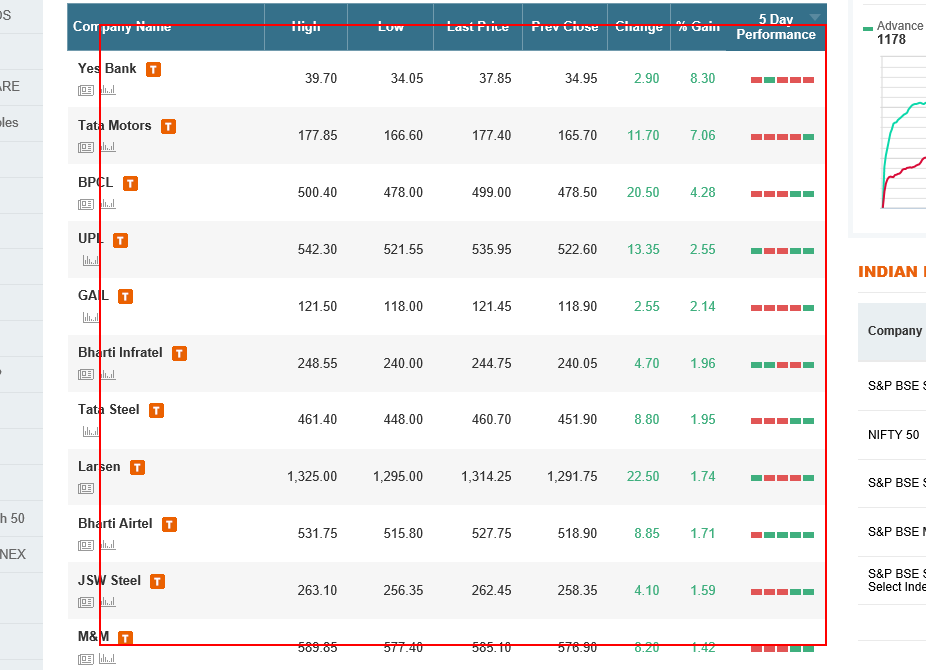 OS
ARE
oles
h 50
NEX
Company Name High Low Last Price Prev Close Change % Gain 5 Day Performance
Yes Bank T 39.70 34.05 37.85 34.95 2.90 8.30
Tata Motors T 177.85 166.60 177.40 165.70 11.70 7.06
BPCL T 500.40 478.00 499.00 478.50 20.50 4.28
UPL T 542.30 521.55 535.95 522.60 13.35 2.55
GAIL T 121.50 118.00 121.45 118.90 2.55 2.14
Bharti Infratel T 248.55 240.00 244.75 240.05 4.70 1.96
Tata Steel T 461.40 448.00 460.70 451.90 8.80 1.95
Larsen T 1,325.00 1,295.00 1,314.25 1,291.75 22.50 1.74
Bharti Airtel T 531.75 515.80 527.75 518.90 8.85 1.71
JSW Steel T 263.10 256.35 262.45 258.35 4.10 1.59
M&M T 589.85 577.40 585.10 576.90 8.20 1.42
Advance
1178
INDIAN
Company
S&P BSE S
NIFTY 50
S&P BSE S
S&P BSE M
S&P BSE S
Select Inde